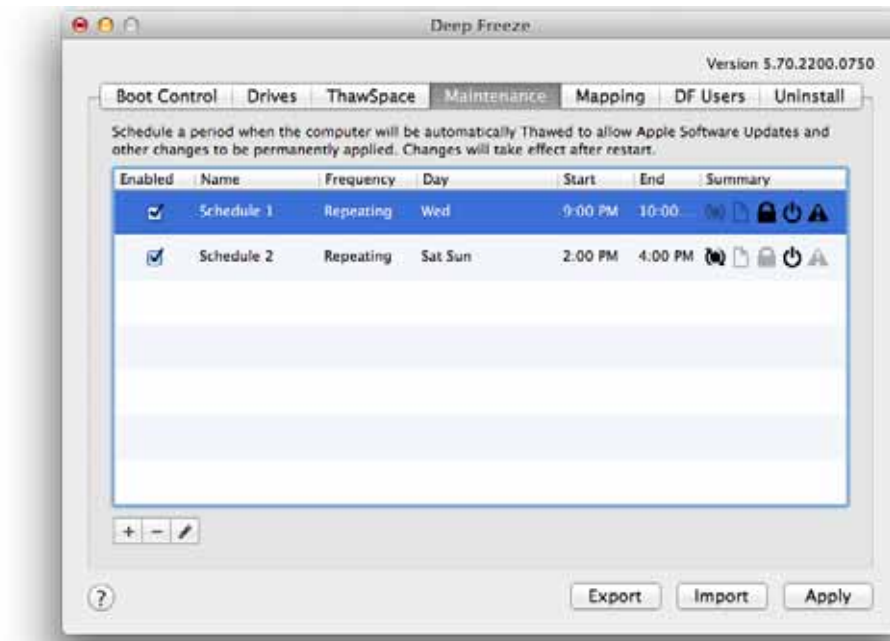 Deep Freeze
Version 5.70.2200.0750
Boot Control Drives ThawSpace Maintenance Mapping DF Users Uninstall
Schedule a period when the computer will be automatically Thawed to allow Apple Software Updates and
other changes to be permanently applied. Changes will take effect after restart.
Enabled Name Frequency Day Start End Summary
Schedule 1 Repeating Wed 9:00 PM 10:00...
Schedule 2 Repeating Sat Sun 2:00 PM 4:00 PM
+ −
? Export Import Apply